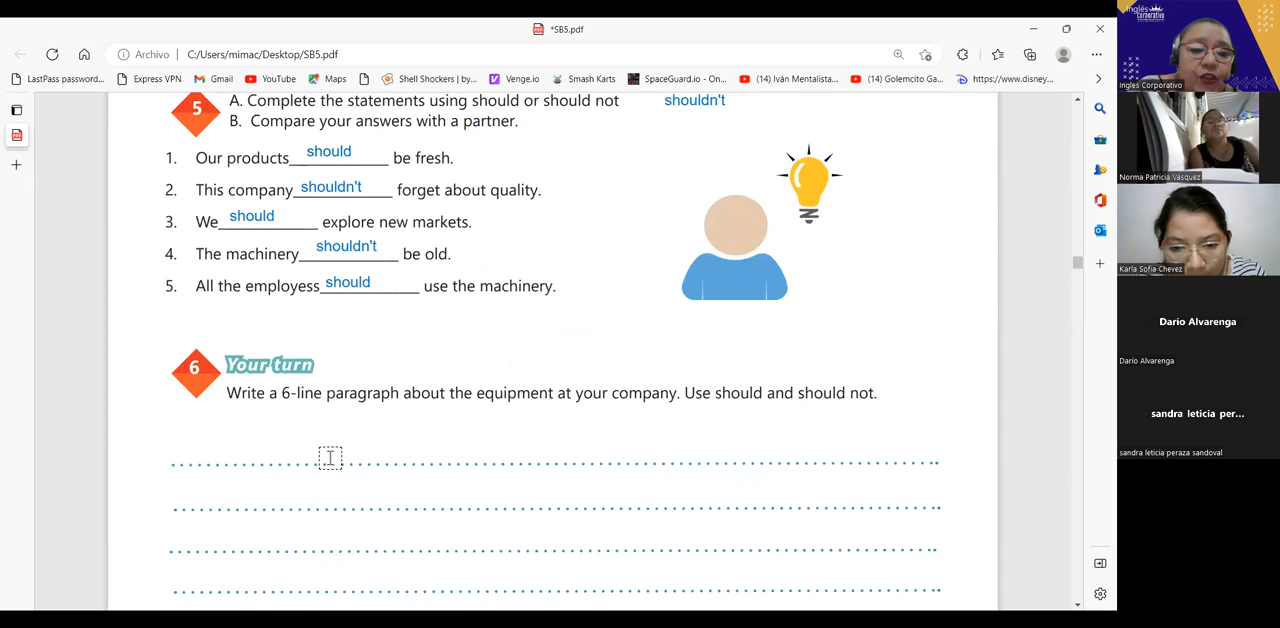 *SB5.pdf
Archivo | C:/Users/mimac/Desktop/SB5.pdf
LastPass password... Express VPN Gmail YouTube Maps Shell Shockers | by... Venge.io Smash Karts SpaceGuard.io - On... (14) Iván Mentalista... (14) Golemcito Ga... https://www.disney...
5
A. Complete the statements using should or should not shouldn't
B. Compare your answers with a partner.
1. Our products should be fresh.
2. This company shouldn't forget about quality.
3. We should explore new markets.
4. The machinery shouldn't be old.
5. All the employess should use the machinery.
6 Your turn
Write a 6-line paragraph about the equipment at your company. Use should and should not.
Inglés
Corporativo
Ingles Corporativo
Norma Patricia Vasquez
Karla Sofia Chevez
Dario Alvarenga
Darío Alvarenga
sandra leticia per...
sandra leticia peraza sandoval